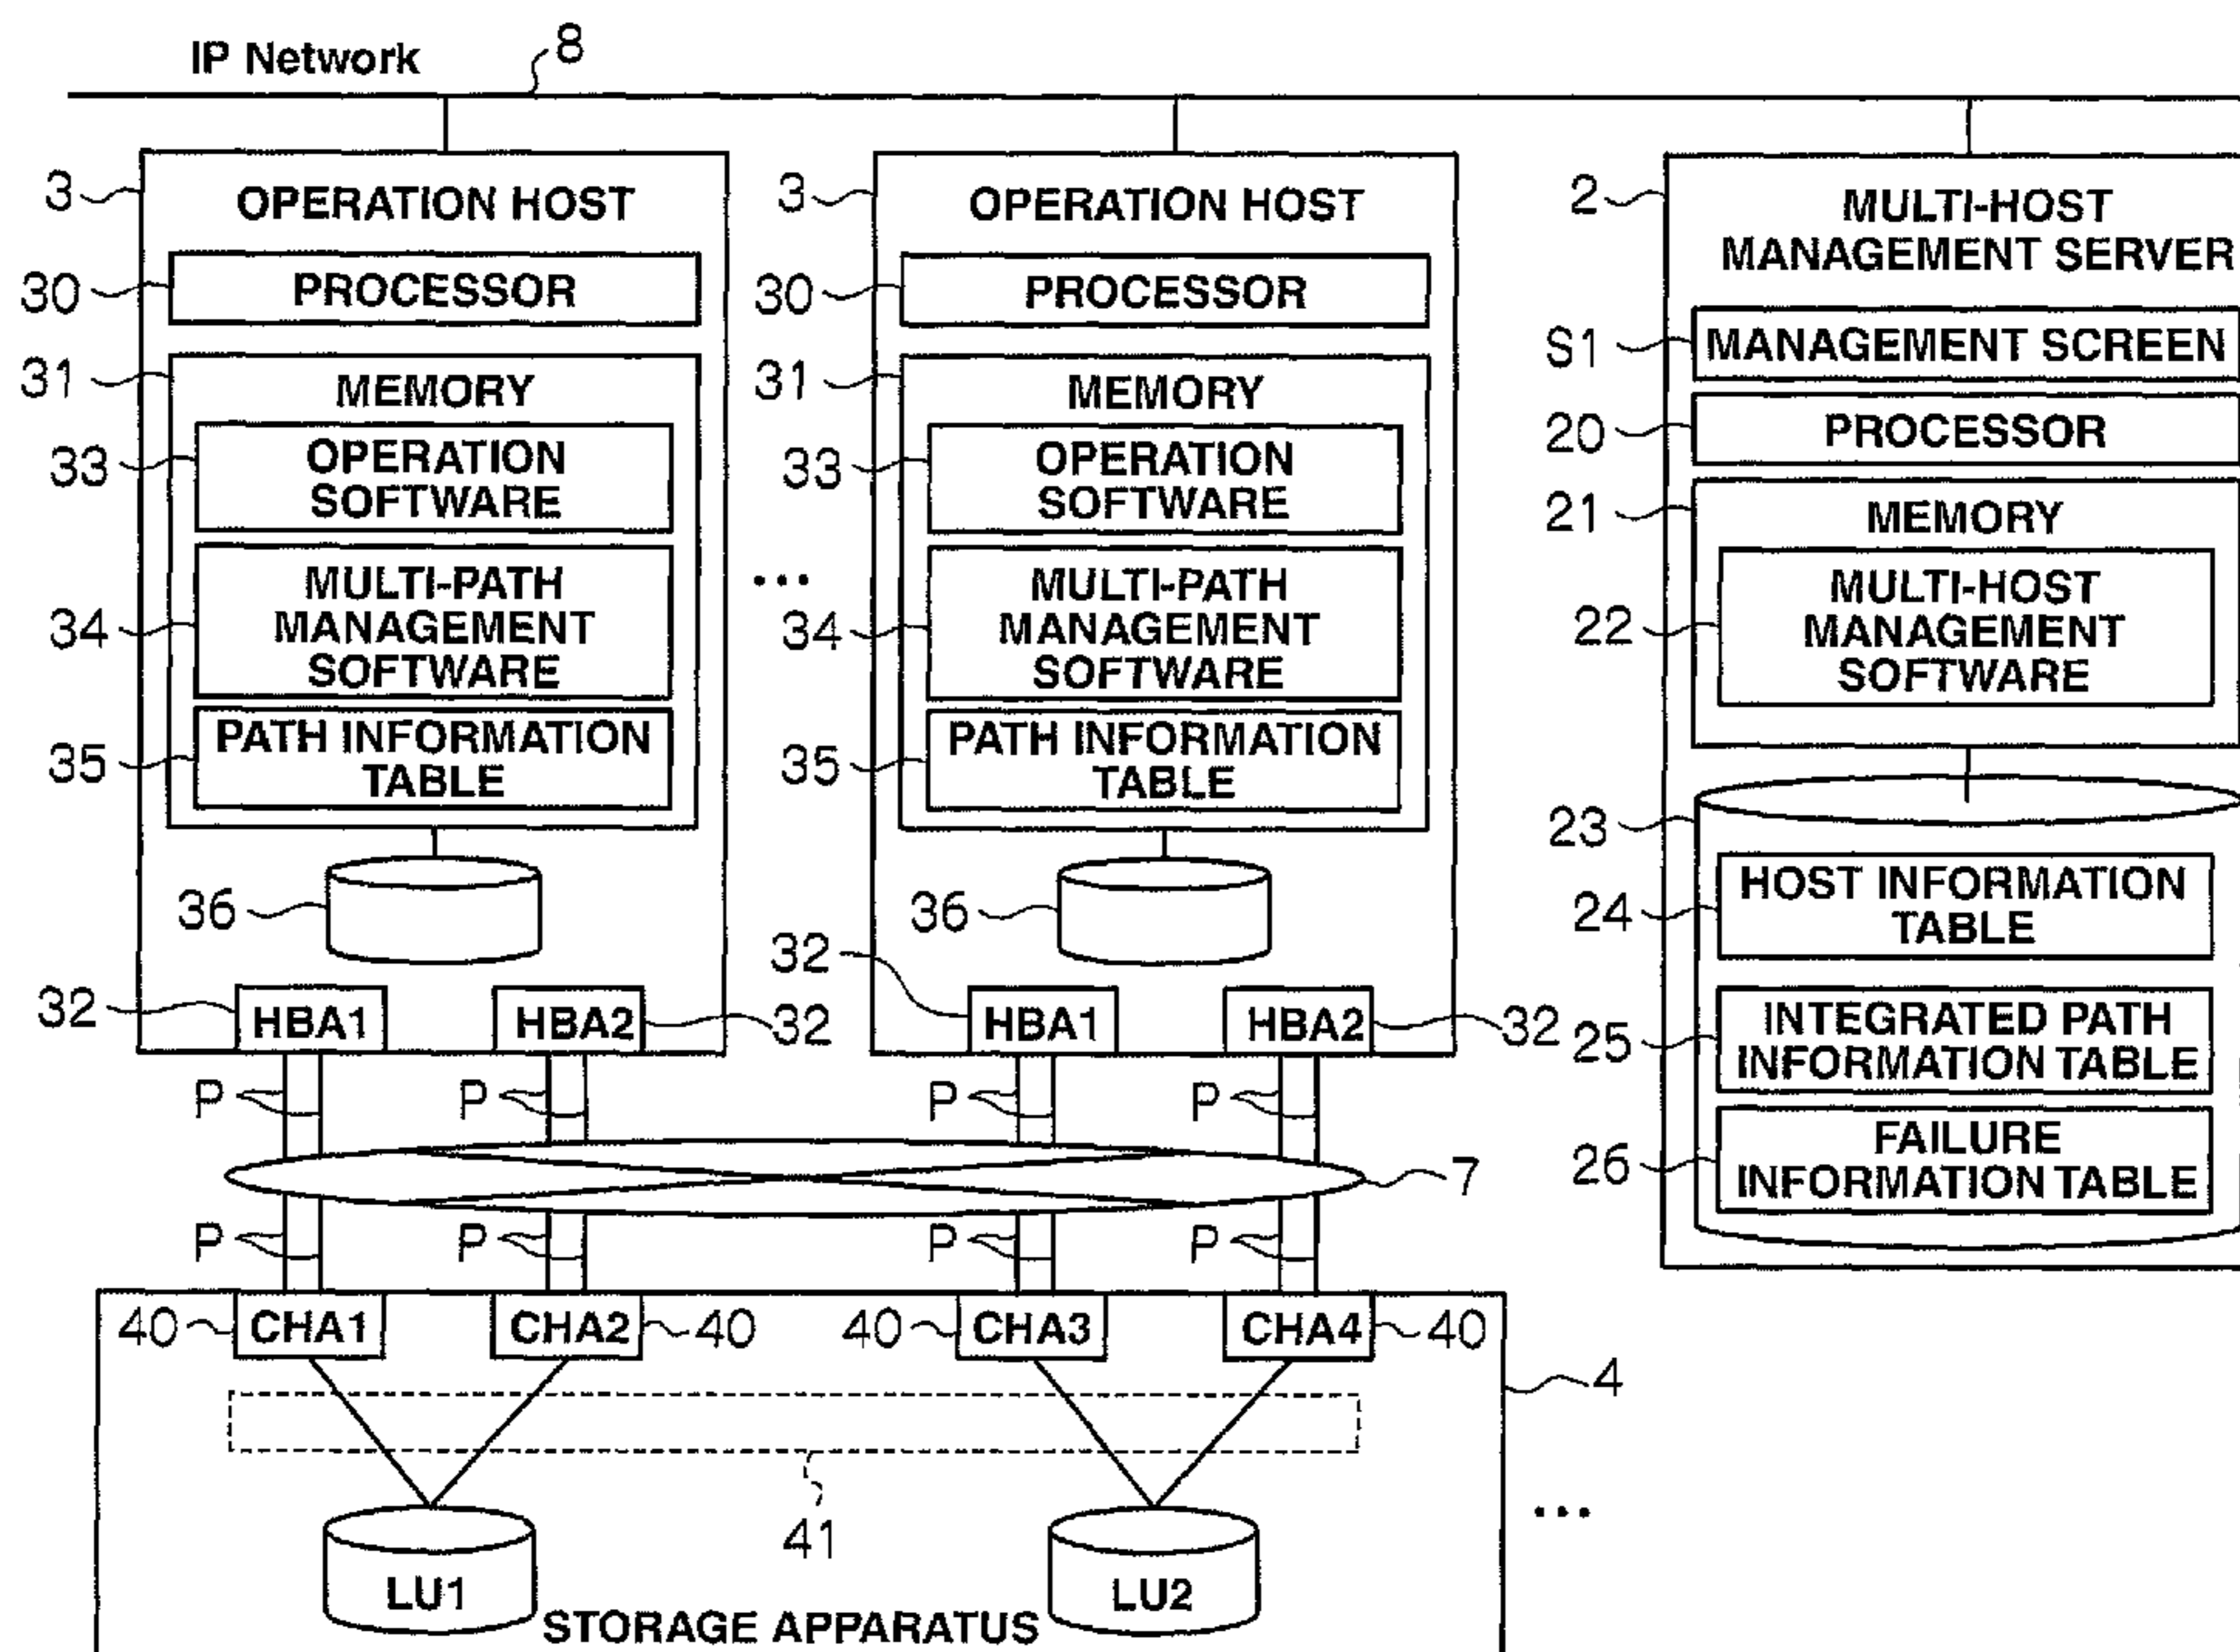 IP Network
8
3
OPERATION HOST
30
PROCESSOR
31
MEMORY
33
OPERATION
SOFTWARE
34
MULTI-PATH
MANAGEMENT
SOFTWARE
35
PATH INFORMATION
TABLE
36
32
HBA1
HBA2
32
...
3
OPERATION HOST
30
PROCESSOR
31
MEMORY
33
OPERATION
SOFTWARE
34
MULTI-PATH
MANAGEMENT
SOFTWARE
35
PATH INFORMATION
TABLE
36
32
HBA1
HBA2
32
2
MULTI-HOST
MANAGEMENT SERVER
S1
MANAGEMENT SCREEN
20
PROCESSOR
21
MEMORY
22
MULTI-HOST
MANAGEMENT
SOFTWARE
23
24
HOST INFORMATION
TABLE
25
INTEGRATED PATH
INFORMATION TABLE
26
FAILURE
INFORMATION TABLE
P
P
P
P
7
P
P
P
P
40
CHA1
CHA2
40
40
CHA3
CHA4
40
4
41
...
LU1
LU2
STORAGE APPARATUS